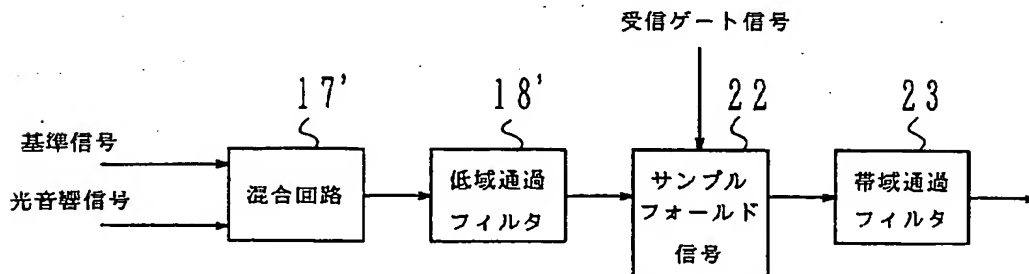 受信ゲート信号
17'
18'
22
23
基準信号
光音響信号
混合回路
低域通過
フィルタ
サンプル
フォールド
信号
帯域通過
フィルタ